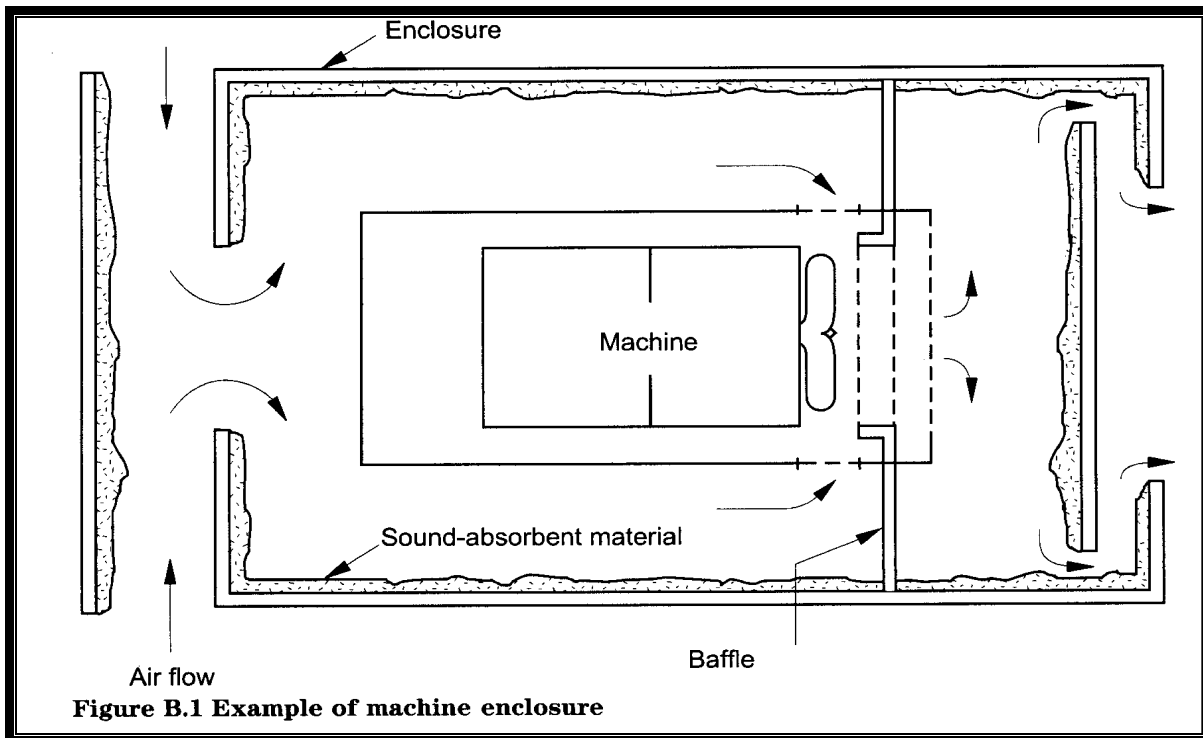 Enclosure
Machine
Sound-absorbent material
Baffle
Air flow
Figure B.1 Example of machine enclosure